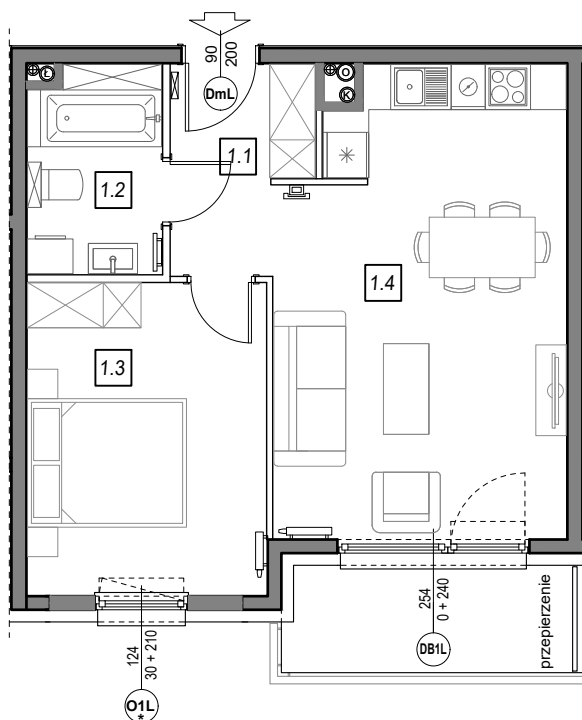 90
200
DmL
Ł
K
1.1
1.2
1.4
1.3
124
30 + 210
O1L
*
254
0 + 240
DB1L
przepierzenie